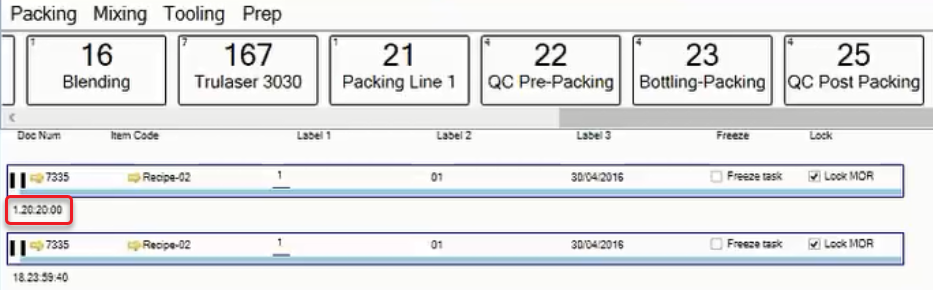 Packing Mixing Tooling Prep
1 7 1 4 4 4
16 167 21 22 23 25
Blending Trulaser 3030 Packing Line 1 QC Pre-Packing Bottling-Packing QC Post Packing
Doc Num Item Code Label 1 Label 2 Label 3 Freeze Lock
7335 Recipe-02 1 01 30/04/2016 Freeze task Lock MOR
1.20:20:00
7335 Recipe-02 1 01 30/04/2016 Freeze task Lock MOR
18.23:59:40